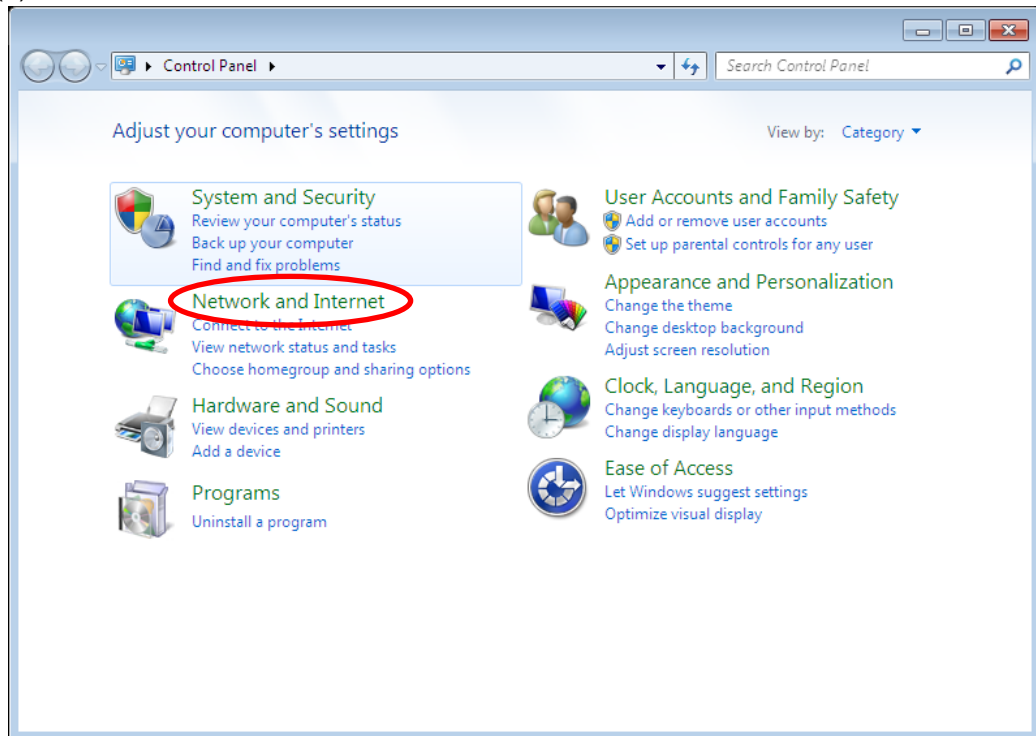 Control Panel
Search Control Panel
Adjust your computer's settings
View by: Category
System and Security
Review your computer's status
Back up your computer
Find and fix problems
Network and Internet
Connect to the Internet
View network status and tasks
Choose homegroup and sharing options
Hardware and Sound
View devices and printers
Add a device
Programs
Uninstall a program
User Accounts and Family Safety
Add or remove user accounts
Set up parental controls for any user
Appearance and Personalization
Change the theme
Change desktop background
Adjust screen resolution
Clock, Language, and Region
Change keyboards or other input methods
Change display language
Ease of Access
Let Windows suggest settings
Optimize visual display